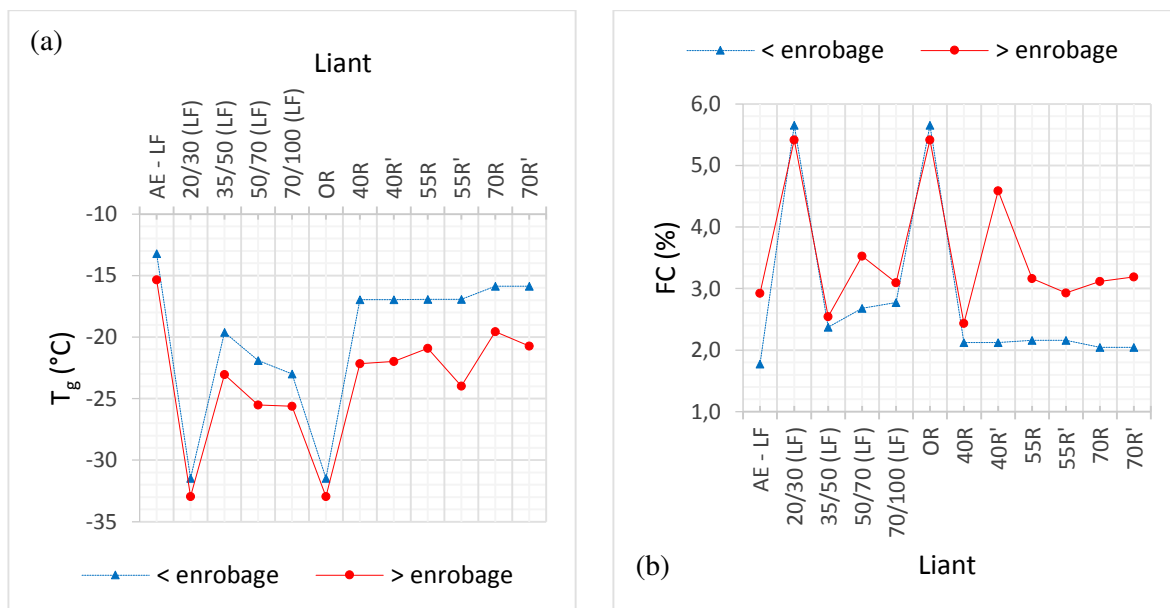 (a)
Liant
AE - LF
20/30 (LF)
35/50 (LF)
50/70 (LF)
70/100 (LF)
OR
40R
40R'
55R
55R'
70R
70R'
-10
-15
-20
-25
-30
-35
Tg (°C)
< enrobage
> enrobage
< enrobage
> enrobage
6,0
5,0
4,0
3,0
2,0
1,0
FC (%)
AE - LF
20/30 (LF)
35/50 (LF)
50/70 (LF)
70/100 (LF)
OR
40R
40R'
55R
55R'
70R
70R'
(b)
Liant